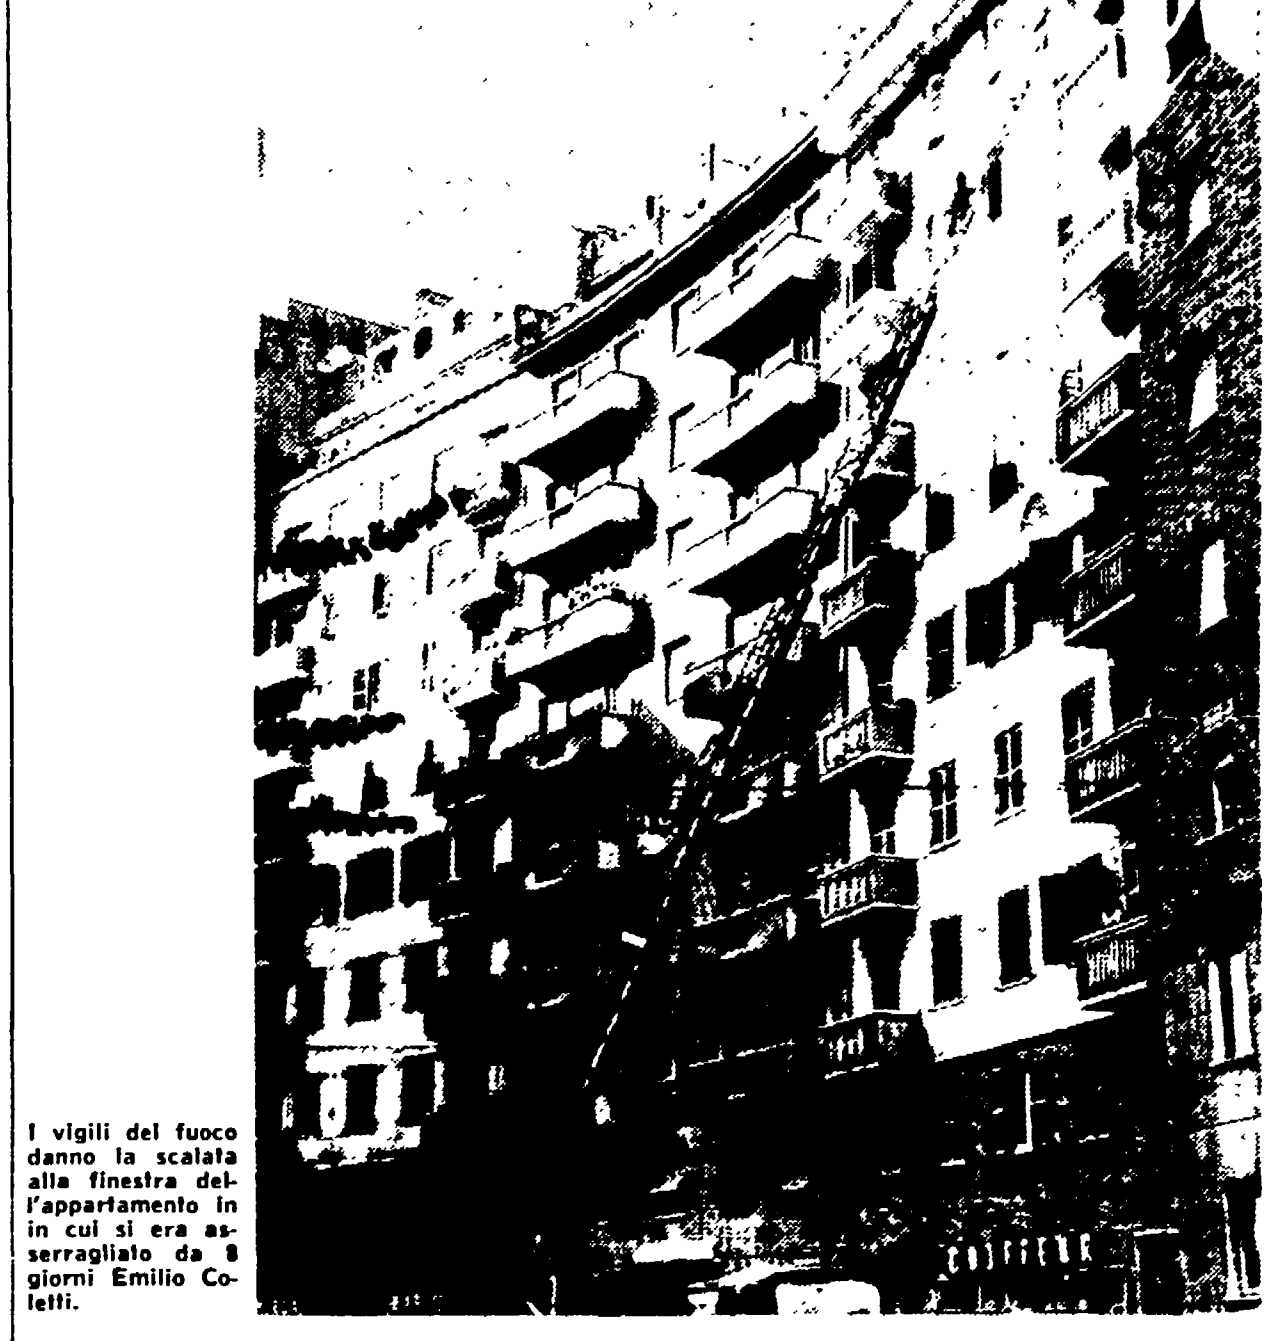 I vigili del fuoco
danno la scalata
alla finestra del-
l'appartamento in
in cui si era as-
serragliato da 8
giorni Emilio Co-
letti.
COIFFEUR